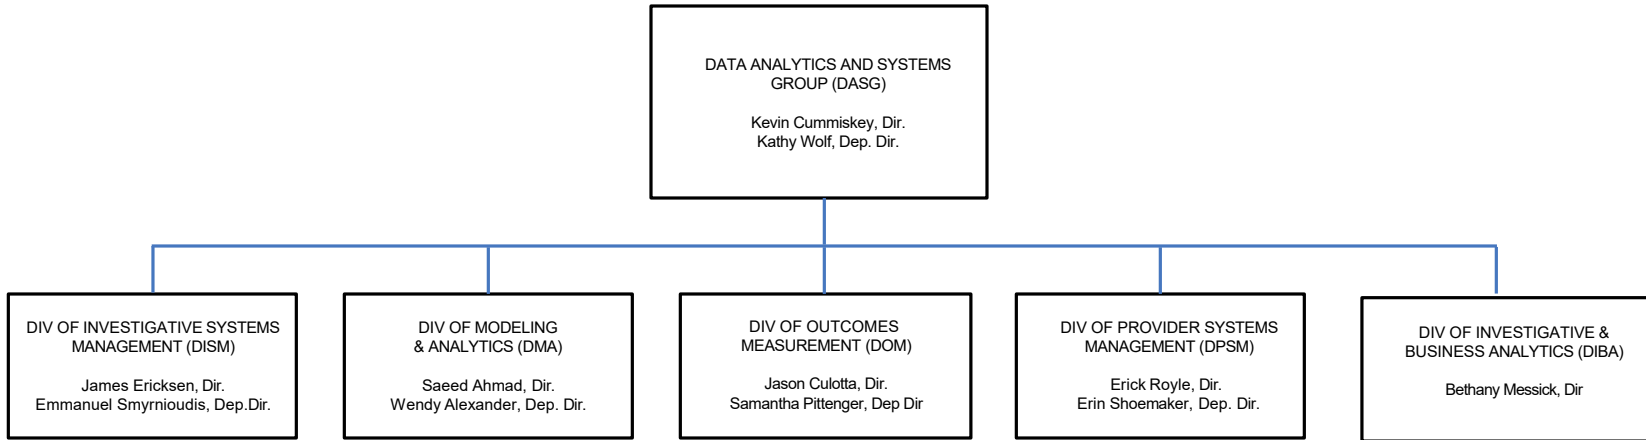 DATA ANALYTICS AND SYSTEMS
GROUP (DASG)
Kevin Cummiskey, Dir.
Kathy Wolf, Dep. Dir.
DIV OF INVESTIGATIVE SYSTEMS
MANAGEMENT (DISM)
James Ericksen, Dir.
Emmanuel Smyrnioudis, Dep.Dir.
DIV OF MODELING
& ANALYTICS (DMA)
Saeed Ahmad, Dir.
Wendy Alexander, Dep. Dir.
DIV OF OUTCOMES
MEASUREMENT (DOM)
Jason Culotta, Dir.
Samantha Pittenger, Dep Dir
DIV OF PROVIDER SYSTEMS
MANAGEMENT (DPSM)
Erick Royle, Dir.
Erin Shoemaker, Dep. Dir.
DIV OF INVESTIGATIVE &
BUSINESS ANALYTICS (DIBA)
Bethany Messick, Dir